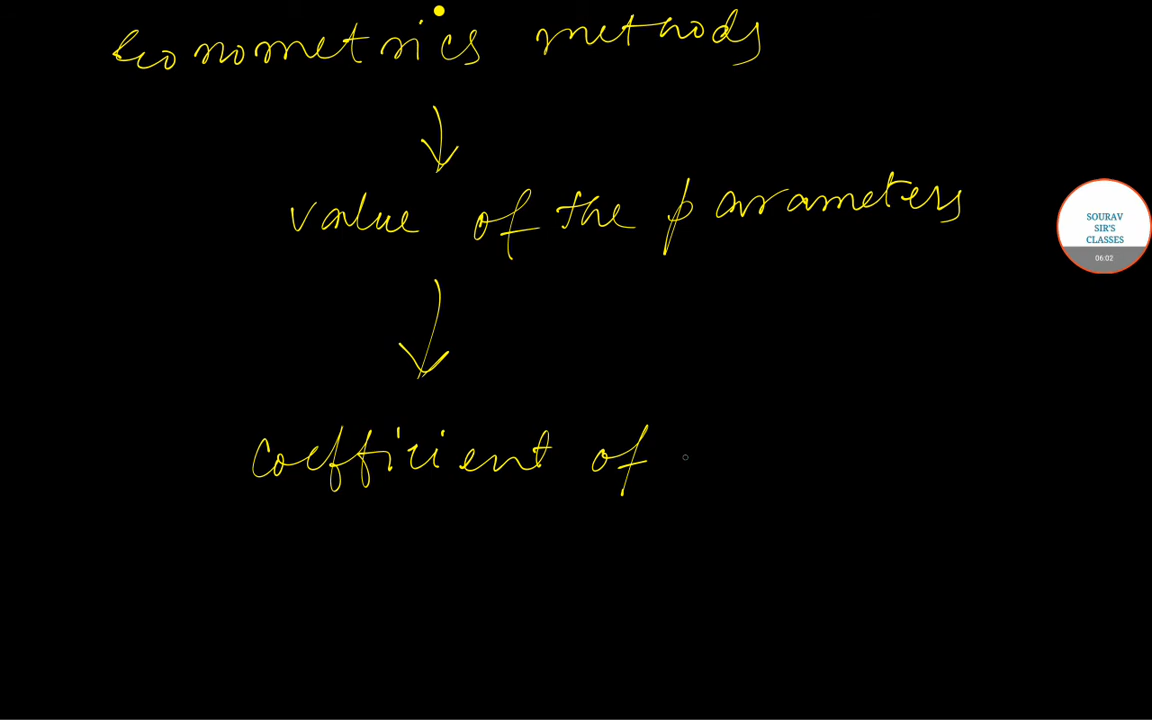 Econometrics methods
value of the parameters
SOURAV
SIR'S
CLASSES
06:02
coefficient of